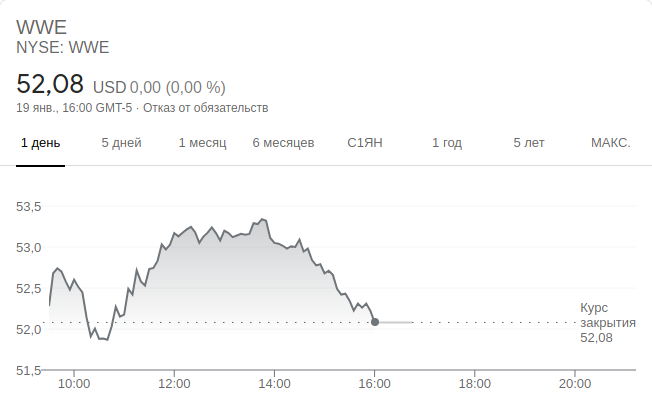 WWE
NYSE: WWE
52,08 USD 0,00 (0,00 %)
19 янв., 16:00 GMT-5 · Отказ от обязательств
1 день 5 дней 1 месяц 6 месяцев С1ЯН 1 год 5 лет МАКС.
53,5
53,0
52,5
52,0
51,5
Курс
закрытия
52,08
10:00 12:00 14:00 16:00 18:00 20:00